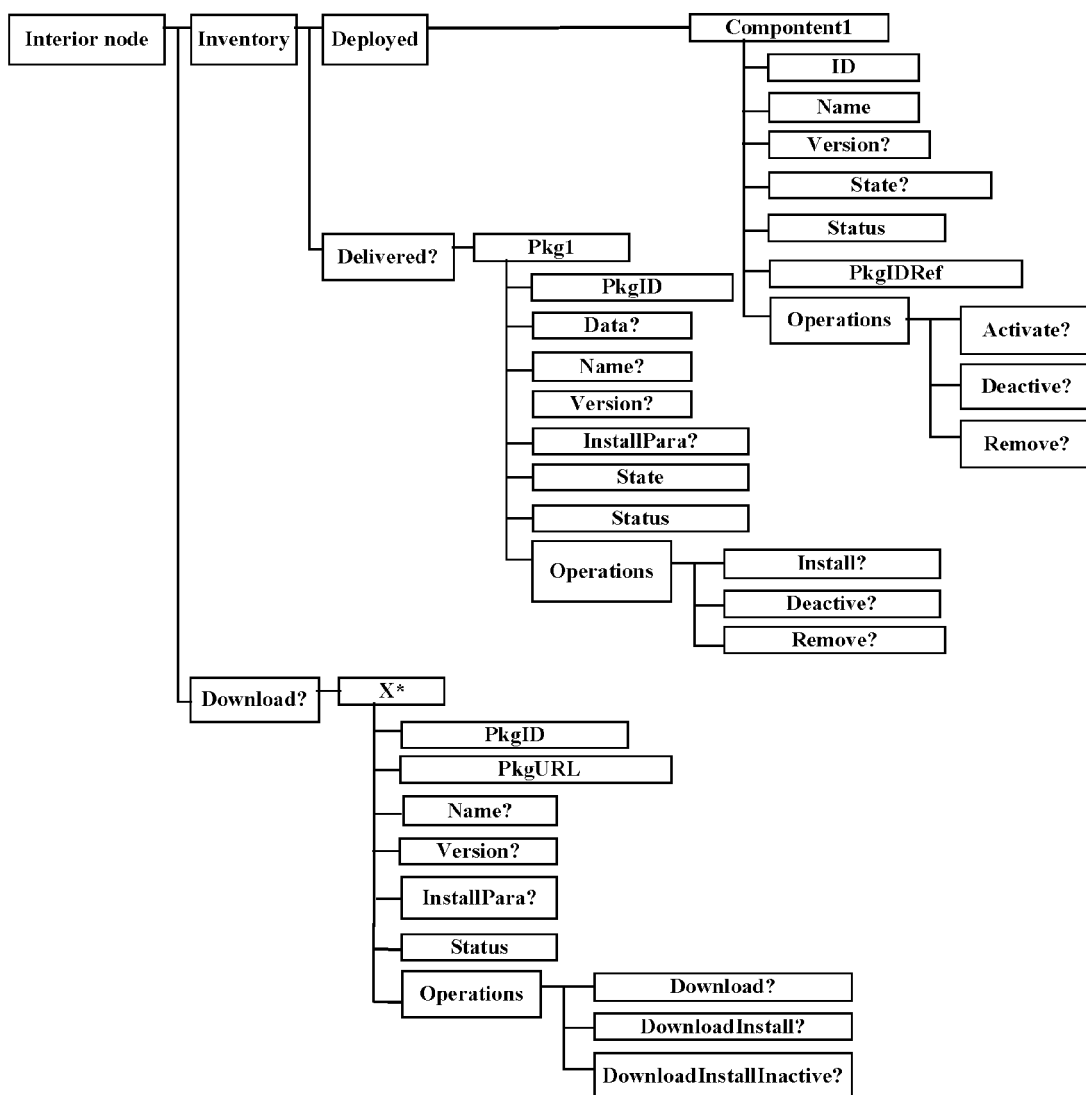 Interior node
Inventory
Deployed
Compontent1
ID
Name
Version?
State?
Status
PkgIDRef
Operations
Activate?
Deactive?
Remove?
Delivered?
Pkg1
PkgID
Data?
Name?
Version?
InstallPara?
State
Status
Operations
Install?
Deactive?
Remove?
Download?
X*
PkgID
PkgURL
Name?
Version?
InstallPara?
Status
Operations
Download?
DownloadInstall?
DownloadInstallInactive?